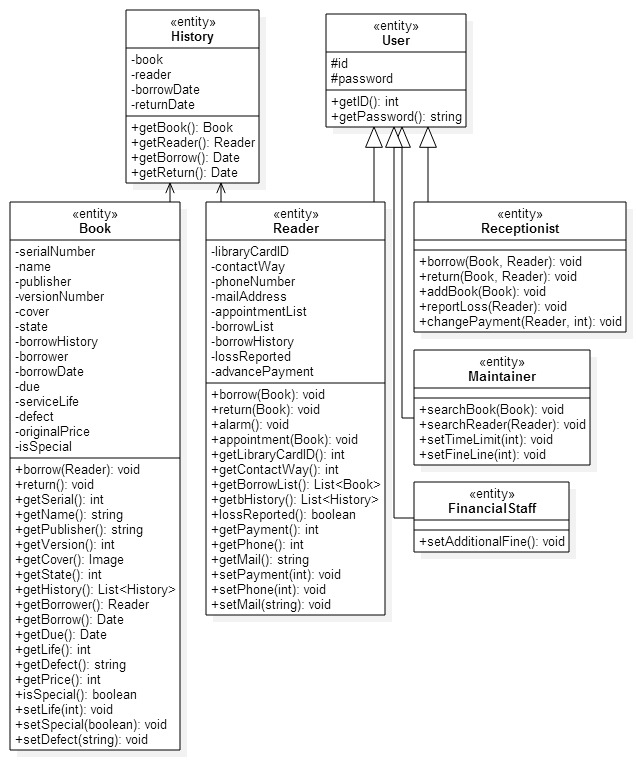 «entity»
History
-book
-reader
-borrowDate
-returnDate
+getBook(): Book
+getReader(): Reader
+getBorrow(): Date
+getReturn(): Date
«entity»
User
#id
#password
+getID(): int
+getPassword(): string
«entity»
Book
-serialNumber
-name
-publisher
-versionNumber
-cover
-state
-borrowHistory
-borrower
-borrowDate
-due
-serviceLife
-defect
-originalPrice
-isSpecial
+borrow(Reader): void
+return(): void
+getSerial(): int
+getName(): string
+getPublisher(): string
+getVersion(): int
+getCover(): Image
+getState(): int
+getHistory(): List<History>
+getBorrower(): Reader
+getBorrow(): Date
+getDue(): Date
+getLife(): int
+getDefect(): string
+getPrice(): int
+isSpecial(): boolean
+setLife(int): void
+setSpecial(boolean): void
+setDefect(string): void
«entity»
Reader
-libraryCardID
-contactWay
-phoneNumber
-mailAddress
-appointmentList
-borrowList
-borrowHistory
-lossReported
-advancePayment
+borrow(Book): void
+return(Book): void
+alarm(): void
+appointment(Book): void
+getLibraryCardID(): int
+getContactWay(): int
+getBorrowList(): List<Book>
+getbHistory(): List<History>
+lossReported(): boolean
+getPayment(): int
+getPhone(): int
+getMail(): string
+setPayment(int): void
+setPhone(int): void
+setMail(string): void
«entity»
Receptionist
+borrow(Book, Reader): void
+return(Book, Reader): void
+addBook(Book): void
+reportLoss(Reader): void
+changePayment(Reader, int): void
«entity»
Maintainer
+searchBook(Book): void
+searchReader(Reader): void
+setTimeLimit(int): void
+setFineLine(int): void
«entity»
FinancialStaff
+setAdditionalFine(): void